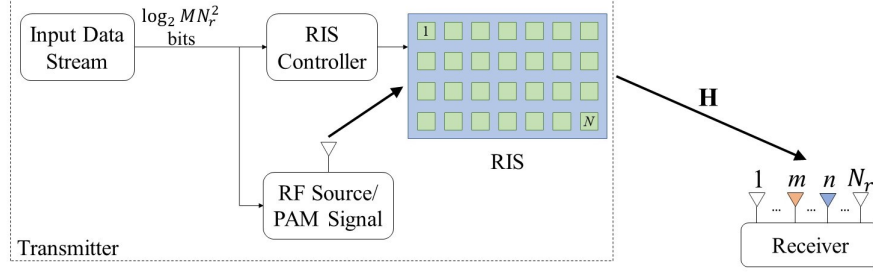 Input Data
Stream
log₂ MN_r^2
bits
RIS
Controller
1
N
RIS
H
RF Source/
PAM Signal
Transmitter
1 m n N_r
... ... ...
Receiver